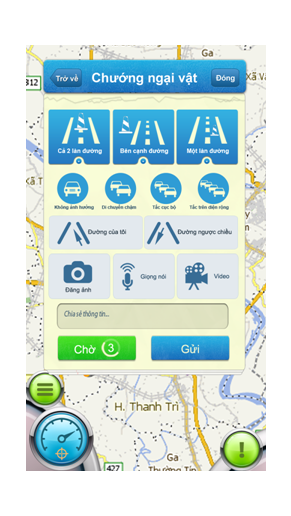 Ga
312
Trở về
Chướng ngại vật
Đóng
Xã T
Cả 2 làn đường
Bên cạnh đường
Một làn đường
Không ảnh hưởng
Di chuyển chậm
Tắc cục bộ
Tắc trên diện rộng
Đường của tôi
Đường ngược chiều
Đăng ảnh
Giọng nói
Video
Chia sẻ thông tin...
Chờ 3
Gửi
H. Thanh Trì
Ga
427
Thường Tín